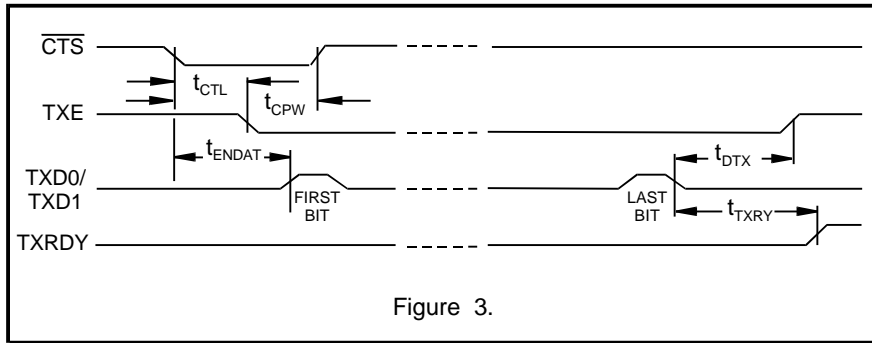 CTS
tCTL
TXE
tCPW
tENDAT
tDTX
TXD0/
TXD1
FIRST
BIT
LAST
BIT
tTXRY
TXRDY
Figure 3.